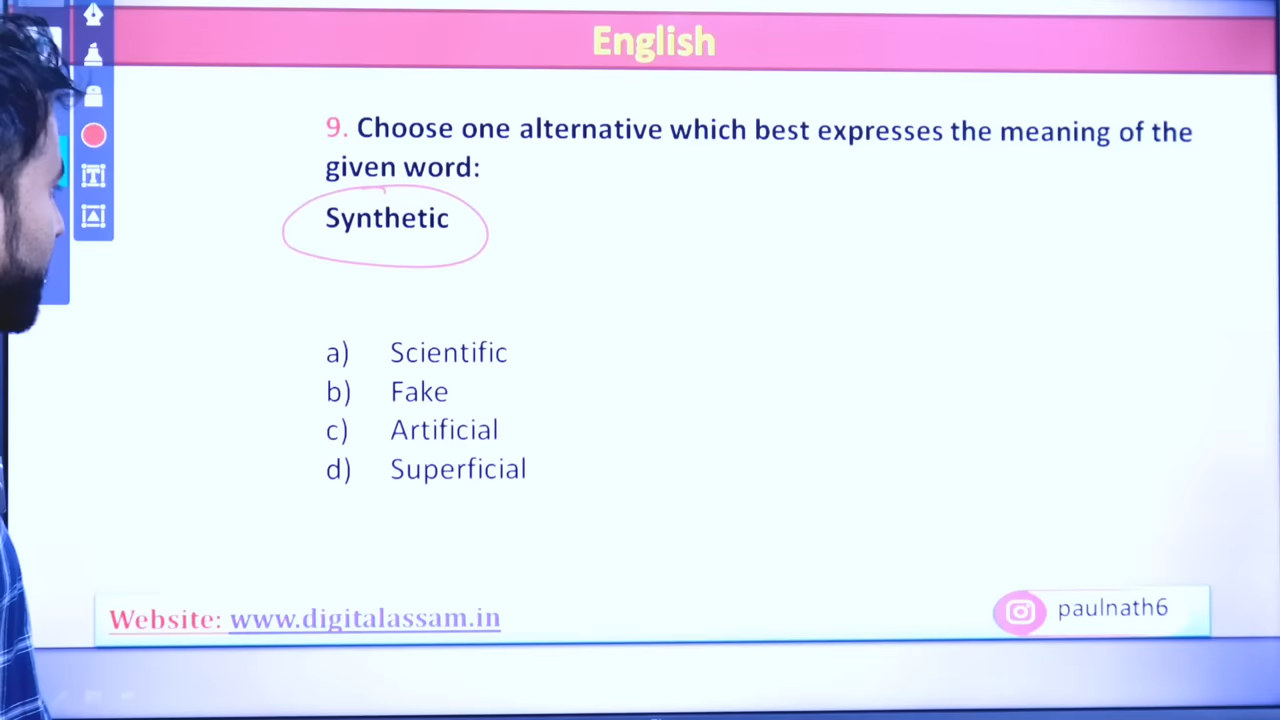 English
9. Choose one alternative which best expresses the meaning of the
given word:
Synthetic
a) Scientific
b) Fake
c) Artificial
d) Superficial
Website: www.digitalassam.in
paulnath6